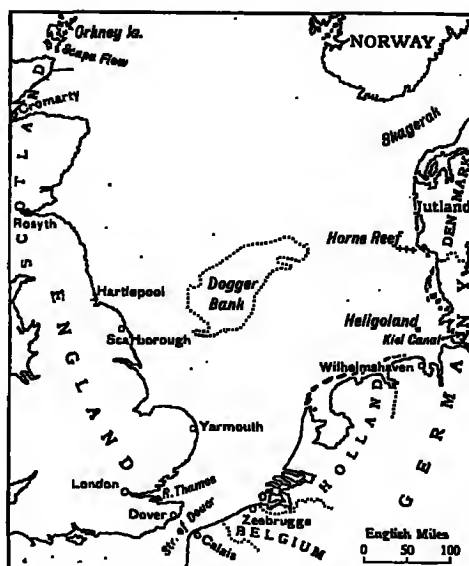 Orkney Is.
Scapa Flow
NORWAY
Cromarty
Skagerak
SCOTLAND
DENMARK
Jutland
Rosyth
Horne Reef
Dogger
Bank
Hartlepool
Heligoland
Kiel Canal
Scarborough
ENGLAND
Wilhelmshaven
GERMANY
Yarmouth
HOLLAND
London
R. Thames
Dover
Str. of Dover
Zeebrugge
Calais
BELGIUM
English Miles
0 50 100